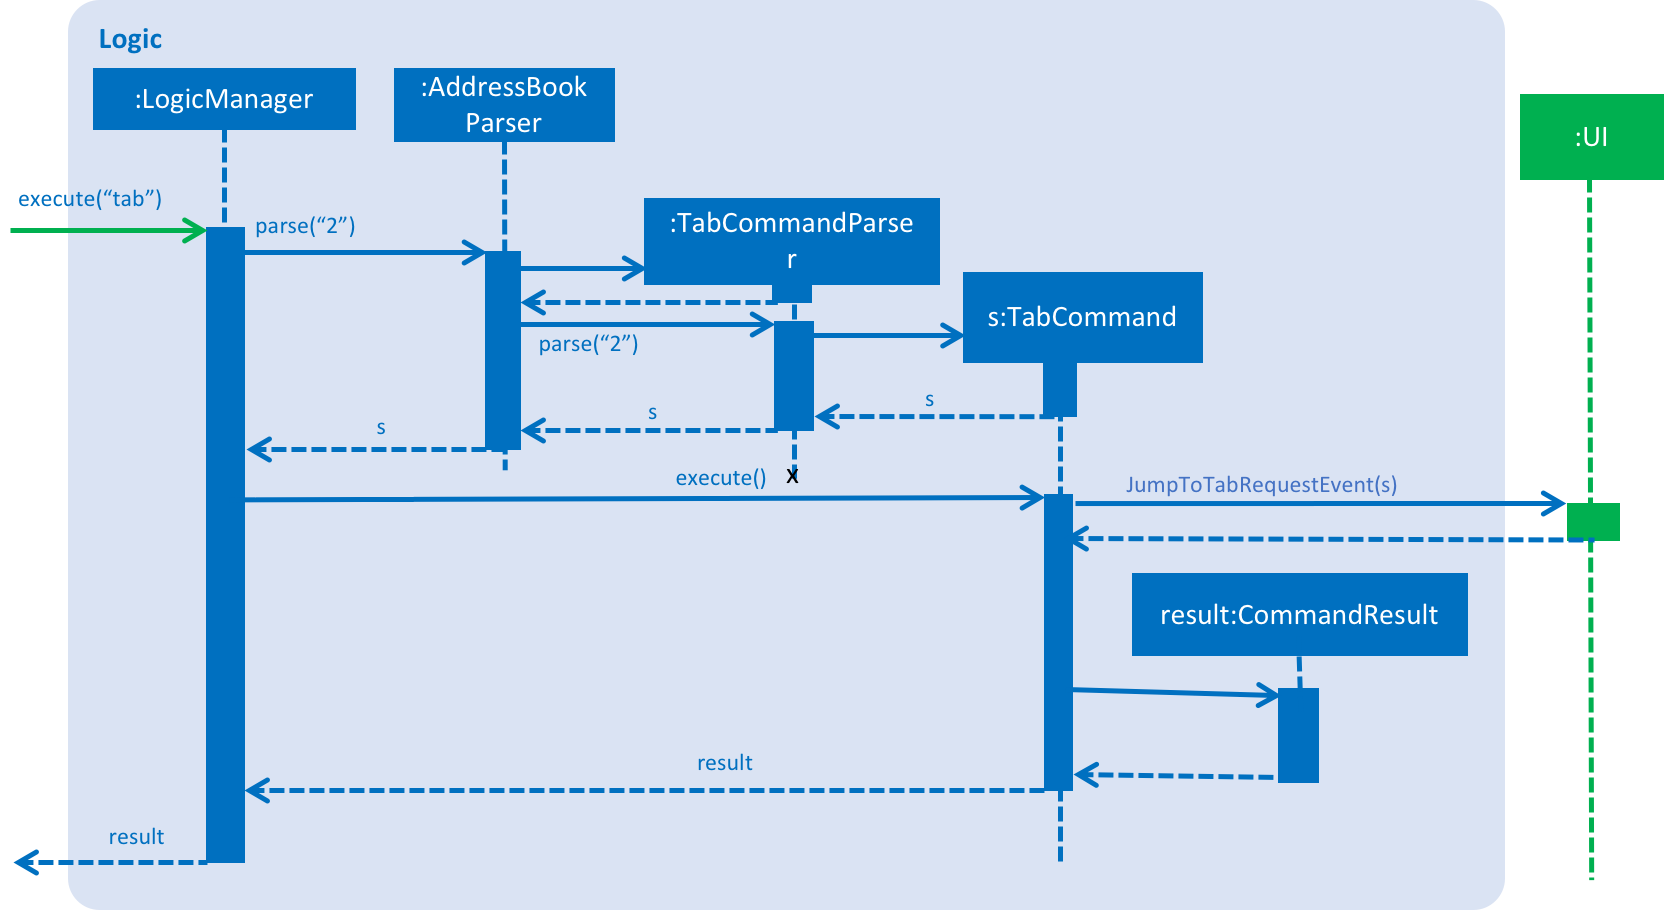 Logic
:LogicManager
:AddressBook
Parser
:UI
execute(“tab”)
parse(“2”)
:TabCommandParse
r
s:TabCommand
parse(“2”)
s
s
s
execute()
X
JumpToTabRequestEvent(s)
result:CommandResult
result
result